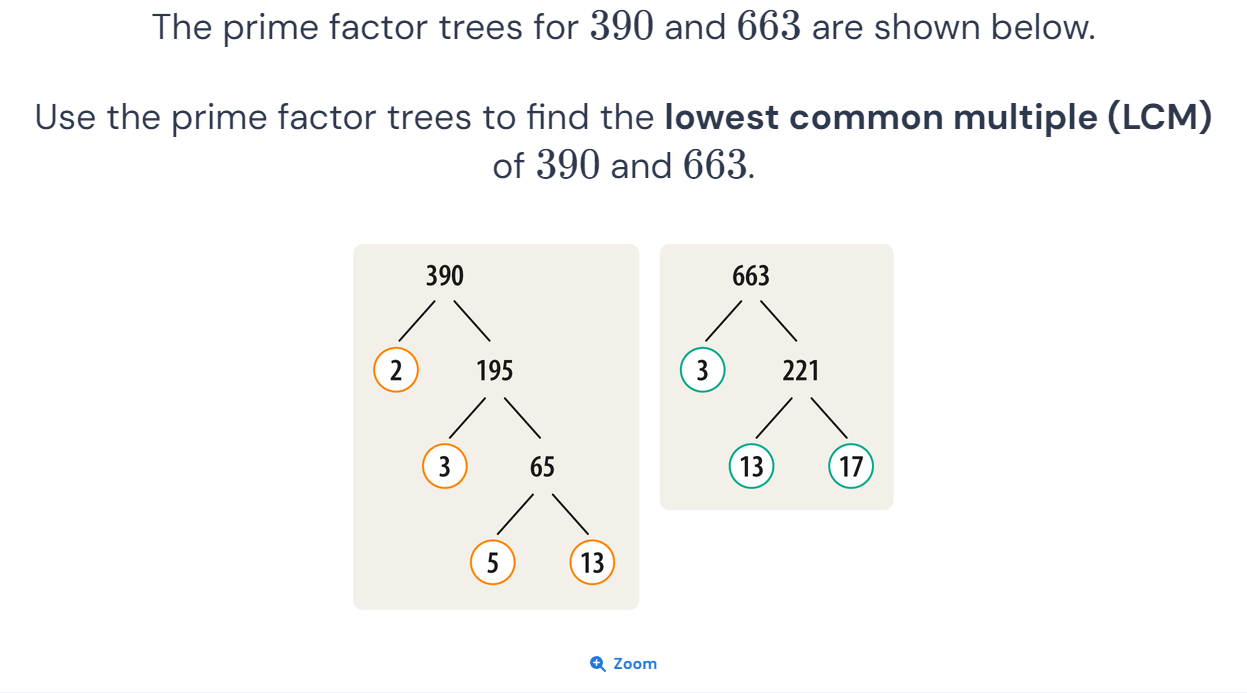 The prime factor trees for 390 and 663 are shown below.
Use the prime factor trees to find the lowest common multiple (LCM)
of 390 and 663.
390
2 195
3 65
5 13
663
3 221
13 17
Zoom